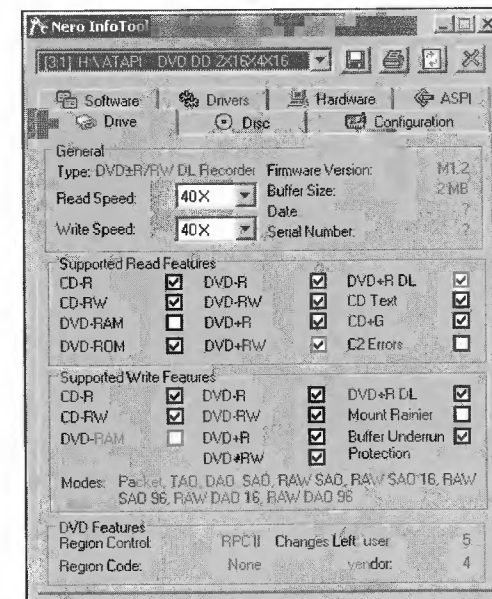 Nero InfoTool
[3:1] H:\ ATAPI DVD DD 2X16X4X16
Software Drivers Hardware ASPI
Drive Disc Configuration
General
Type: DVD±R/RW DL Recorder Firmware Version: M1.2
Read Speed: 40X Buffer Size: 2 MB
Date ?
Write Speed: 40X Serial Number: ?
Supported Read Features
CD-R DVD-R DVD+R DL
CD-RW DVD-RW CD Text
DVD-RAM DVD+R CD+G
DVD-ROM DVD+RW C2 Errors
Supported Write Features
CD-R DVD-R DVD+R DL
CD-RW DVD-RW Mount Rainier
DVD-RAM DVD+R Buffer Underrun
DVD+RW Protection
Modes: Packet, TAO, DAO, SAO, RAW SAO, RAW SAO 16, RAW
SAO 96, RAW DAO 16, RAW DAO 96
DVD Features
Region Control: RPC II Changes Left user 5
Region Code: None vendor: 4